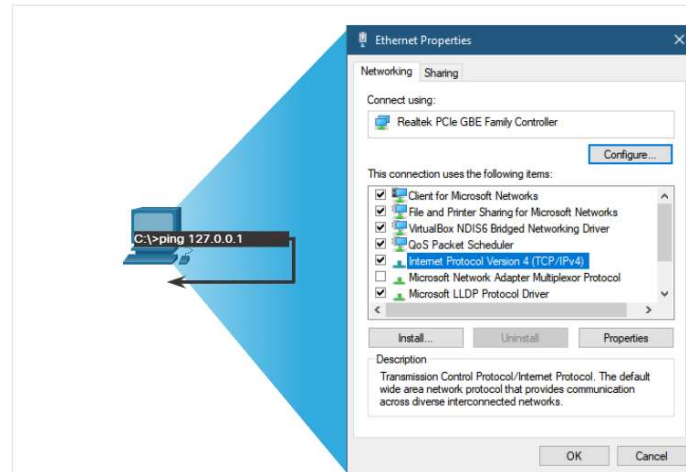 Ethernet Properties
Networking Sharing
Connect using:
Realtek PCIe GBE Family Controller
Configure...
This connection uses the following items:
Client for Microsoft Networks
File and Printer Sharing for Microsoft Networks
VirtualBox NDIS6 Bridged Networking Driver
QoS Packet Scheduler
Internet Protocol Version 4 (TCP/IPv4)
Microsoft Network Adapter Multiplexor Protocol
Microsoft LLDP Protocol Driver
Install... Uninstall Properties
Description
Transmission Control Protocol/Internet Protocol. The default
wide area network protocol that provides communication
across diverse interconnected networks.
OK Cancel
C:\>ping 127.0.0.1